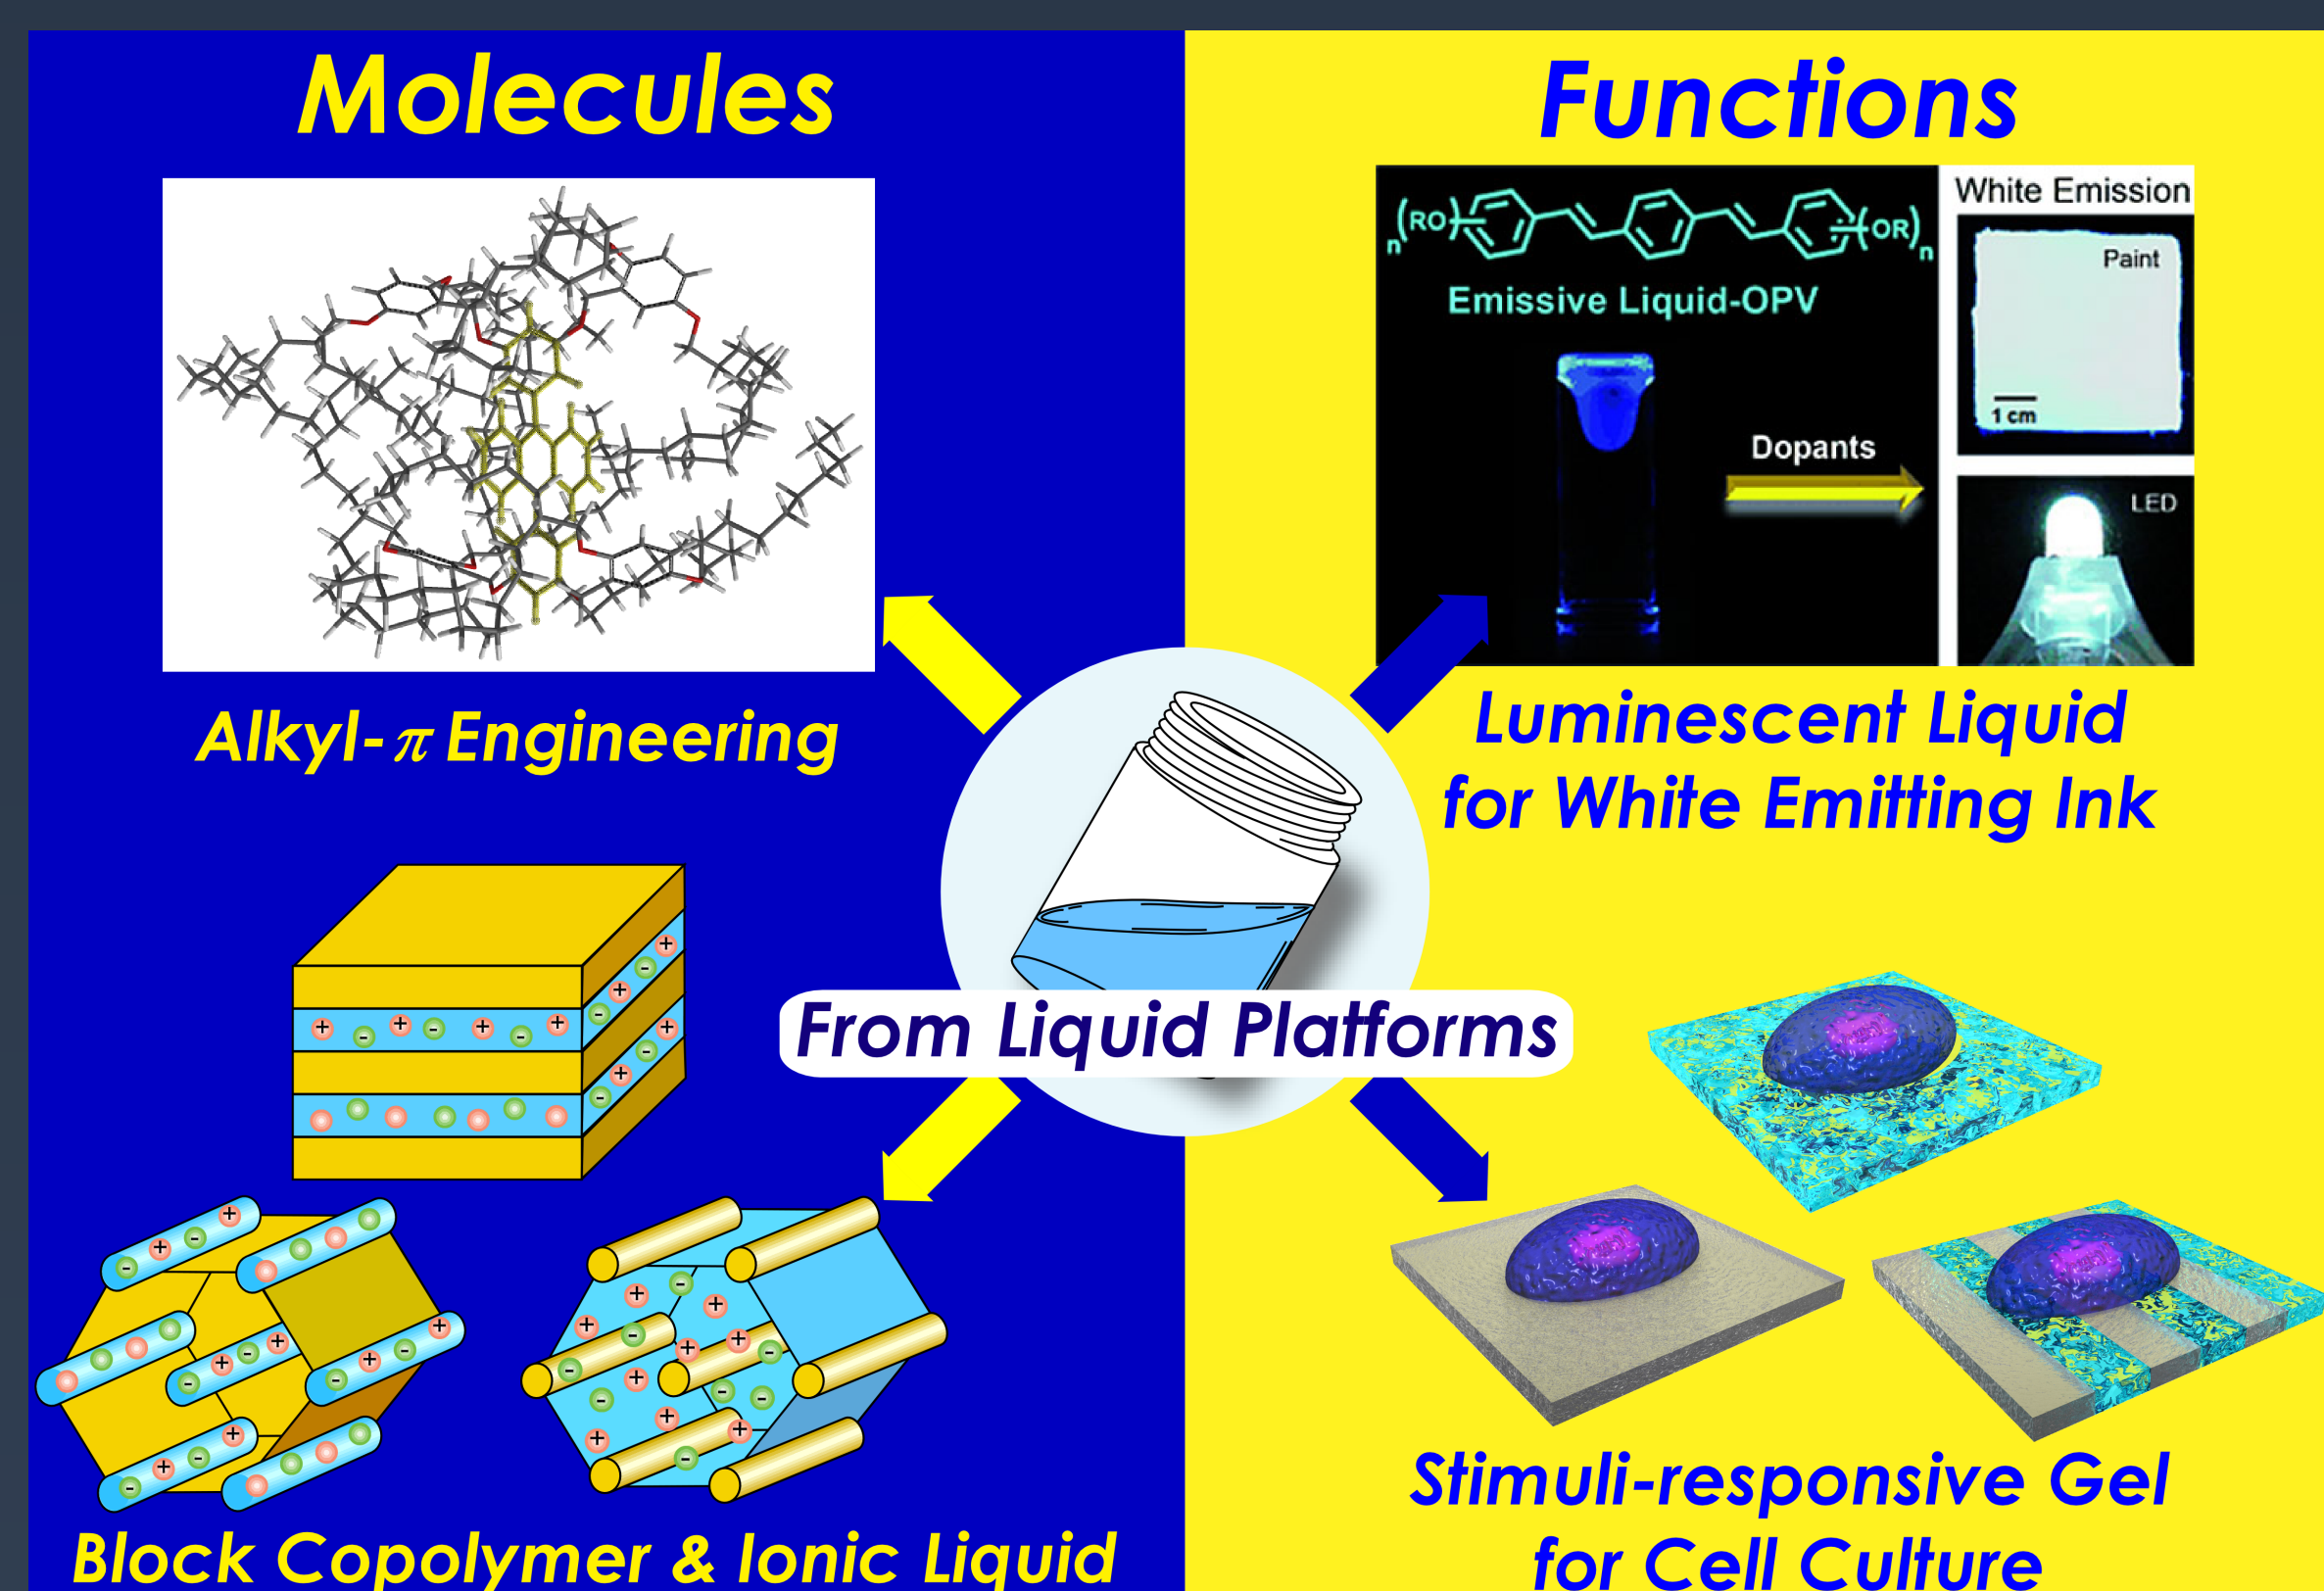 Molecules
Functions
n(RO) (OR)n
Emissive Liquid-OPV
Dopants
White Emission
Paint
1 cm
LED
Alkyl-π Engineering
Luminescent Liquid
for White Emitting Ink
From Liquid Platforms
Block Copolymer & Ionic Liquid
Stimuli-responsive Gel
for Cell Culture